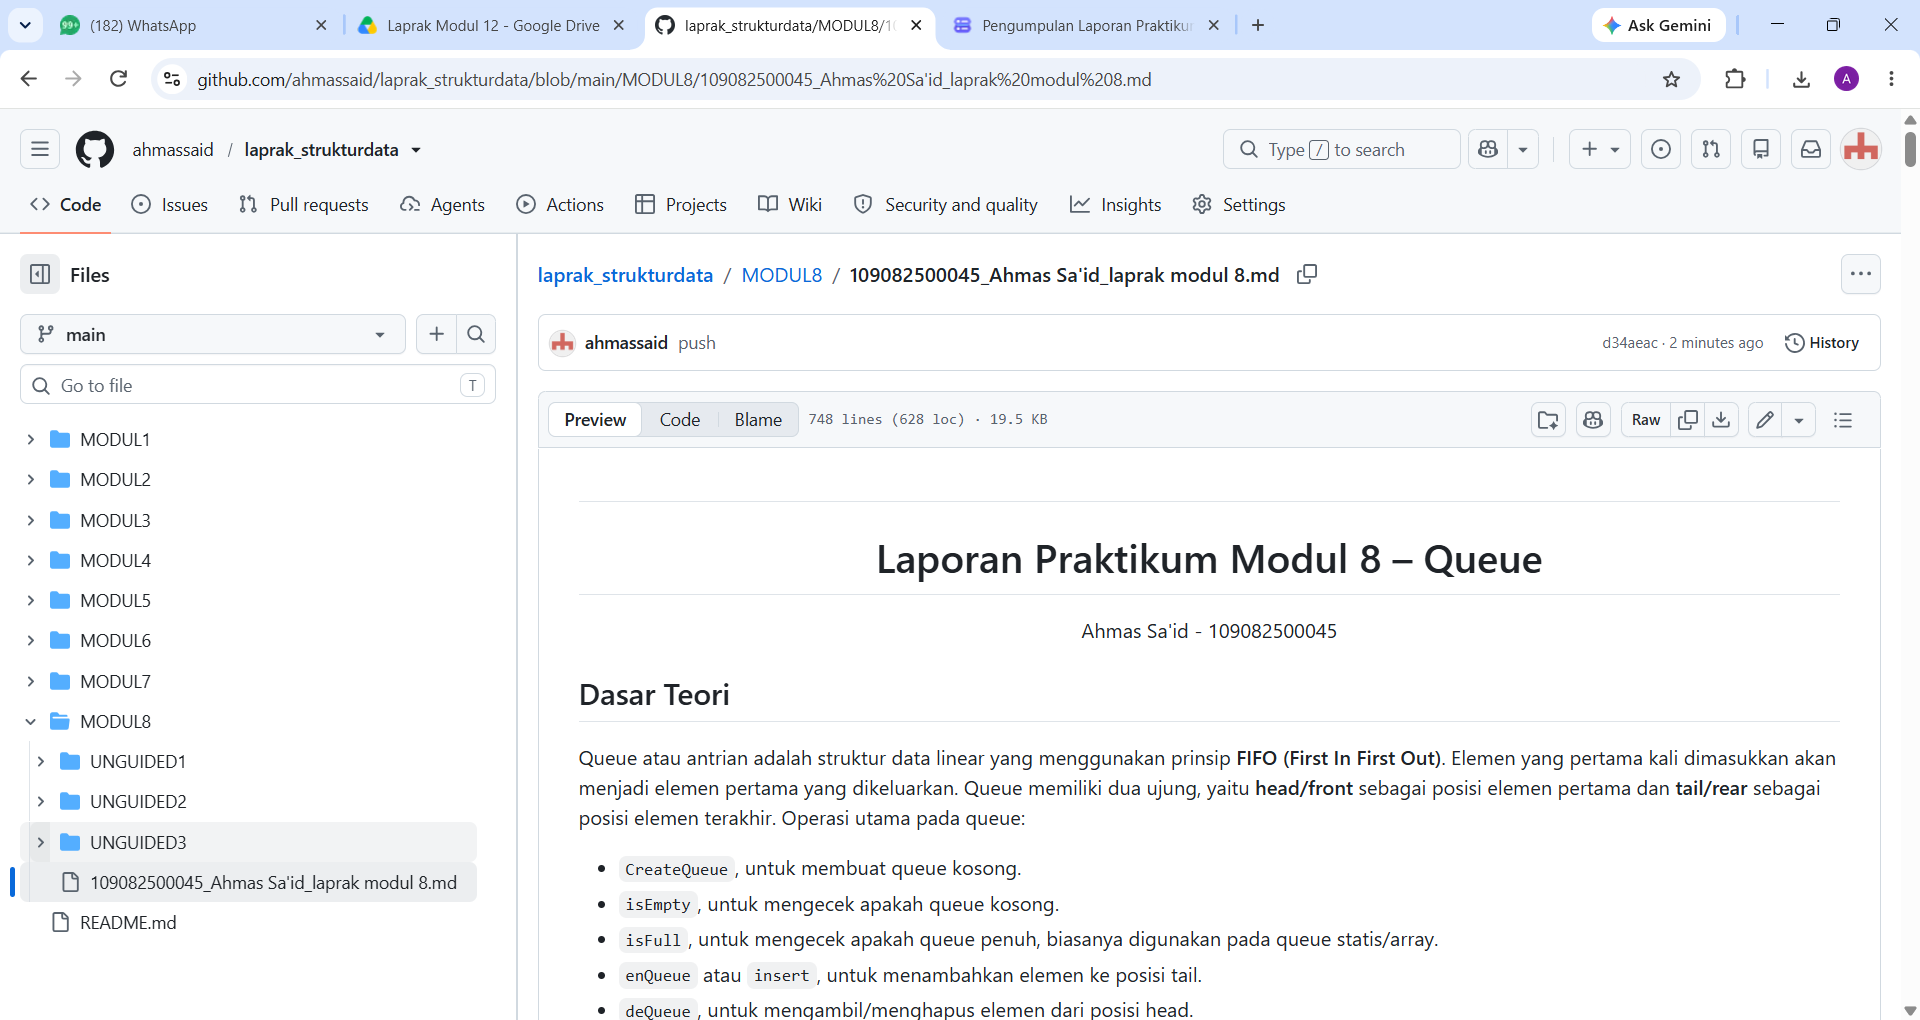 99+ (182) WhatsApp
Laprak Modul 12 - Google Drive
laprak_strukturdata/MODUL8/1
Pengumpulan Laporan Praktiku
Ask Gemini
github.com/ahmassaid/laprak_strukturdata/blob/main/MODUL8/109082500045_Ahmas%20Sa'id_laprak%20modul%208.md
A
ahmassaid / laprak_strukturdata
Type / to search
Code
Issues
Pull requests
Agents
Actions
Projects
Wiki
Security and quality
Insights
Settings
Files
main
Go to file
T
MODUL1
MODUL2
MODUL3
MODUL4
MODUL5
MODUL6
MODUL7
MODUL8
UNGUIDED1
UNGUIDED2
UNGUIDED3
109082500045_Ahmas Sa'id_laprak modul 8.md
README.md
laprak_strukturdata / MODUL8 / 109082500045_Ahmas Sa'id_laprak modul 8.md
ahmassaid push
d34aeac · 2 minutes ago
History
Preview
Code
Blame
748 lines (628 loc) · 19.5 KB
Raw
Laporan Praktikum Modul 8 – Queue
Ahmas Sa'id - 109082500045
Dasar Teori
Queue atau antrian adalah struktur data linear yang menggunakan prinsip FIFO (First In First Out). Elemen yang pertama kali dimasukkan akan
menjadi elemen pertama yang dikeluarkan. Queue memiliki dua ujung, yaitu head/front sebagai posisi elemen pertama dan tail/rear sebagai
posisi elemen terakhir. Operasi utama pada queue:
• CreateQueue, untuk membuat queue kosong.
• isEmpty, untuk mengecek apakah queue kosong.
• isFull, untuk mengecek apakah queue penuh, biasanya digunakan pada queue statis/array.
• enQueue atau insert, untuk menambahkan elemen ke posisi tail.
• deQueue, untuk mengambil/menghapus elemen dari posisi head.